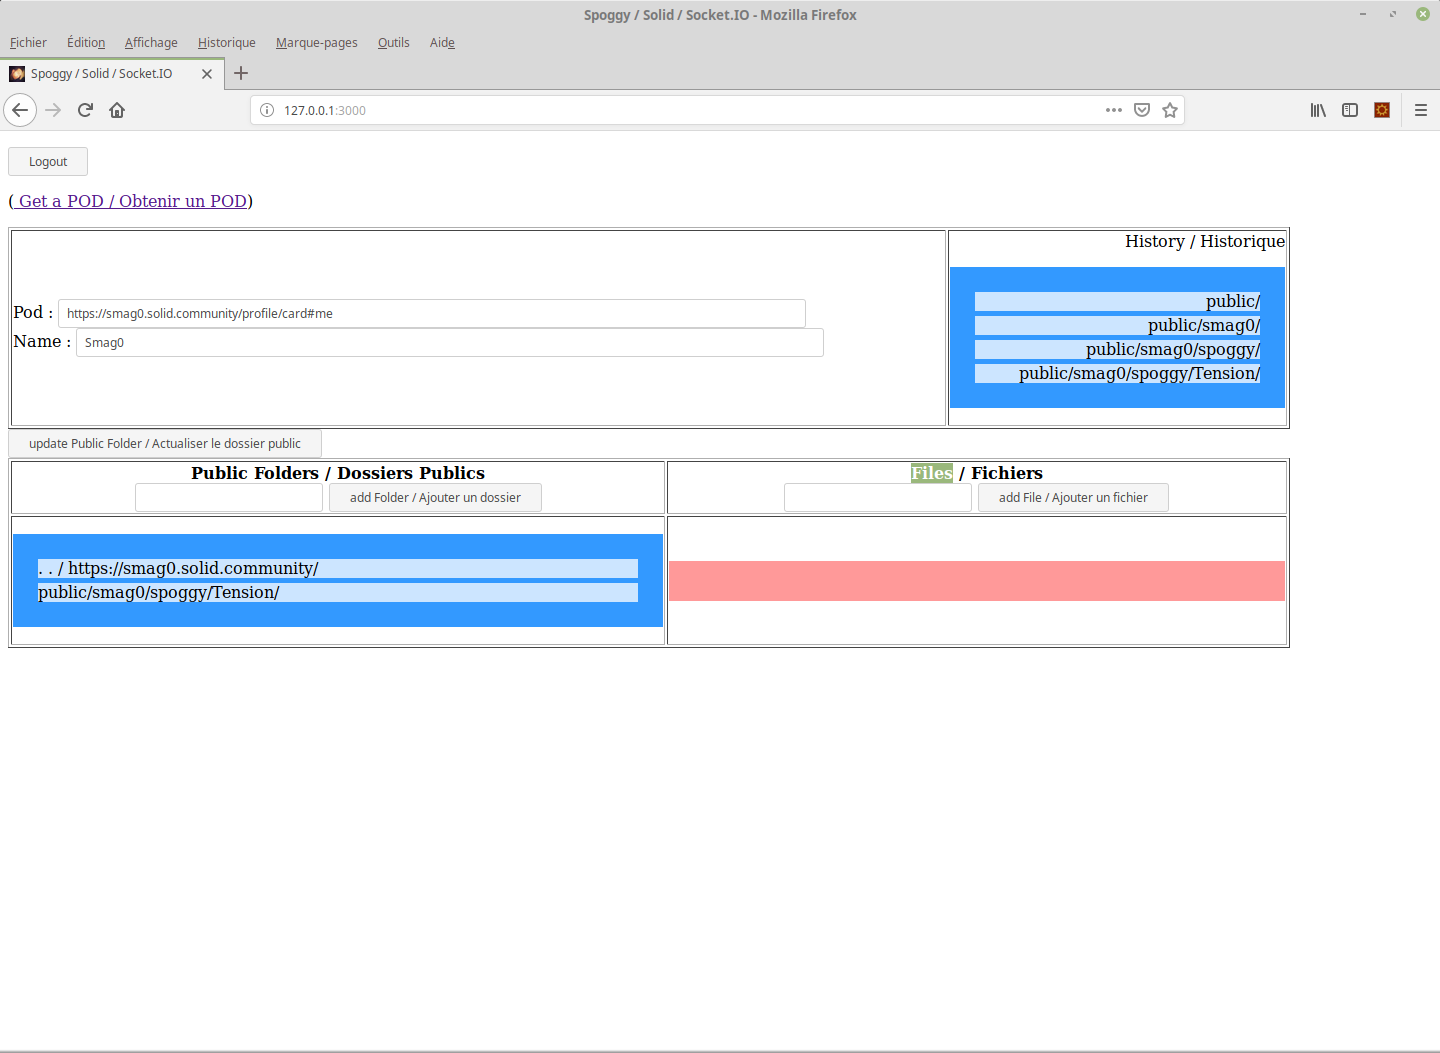 Spoggy / Solid / Socket.IO - Mozilla Firefox
Fichier Édition Affichage Historique Marque-pages Outils Aide
Spoggy / Solid / Socket.IO
127.0.0.1:3000
Logout
( Get a POD / Obtenir un POD)
Pod : https://smag0.solid.community/profile/card#me
Name : Smag0
History / Historique
public/
public/smag0/
public/smag0/spoggy/
public/smag0/spoggy/Tension/
update Public Folder / Actualiser le dossier public
Public Folders / Dossiers Publics
add Folder / Ajouter un dossier
Files / Fichiers
add File / Ajouter un fichier
. . / https://smag0.solid.community/
public/smag0/spoggy/Tension/